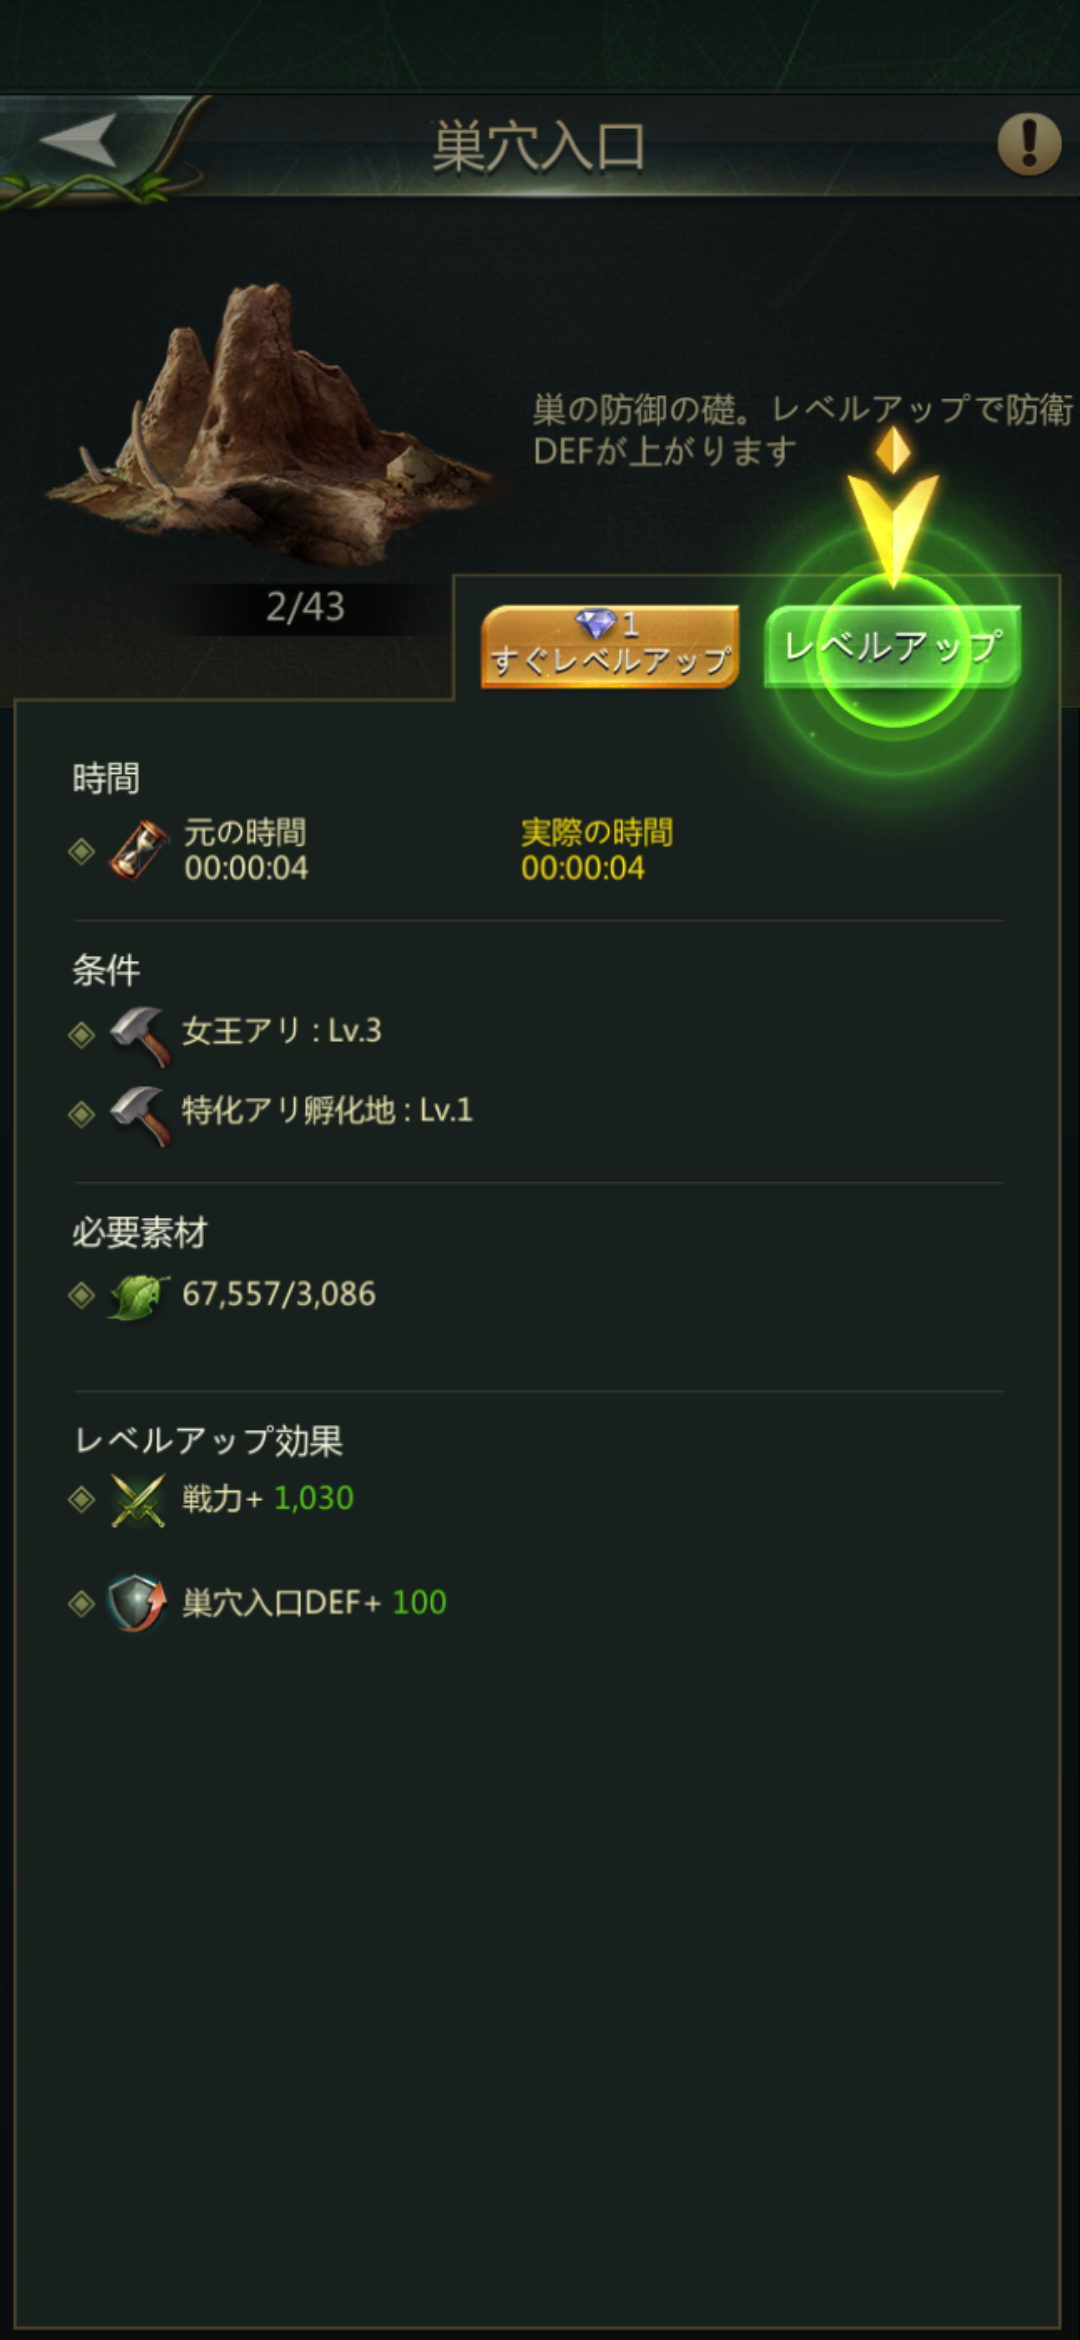 巣穴入口
巣の防御の礎。レベルアップで防衛
DEFが上がります
2/43
1
すぐレベルアップ
レベルアップ
時間
元の時間
実際の時間
00:00:04
00:00:04
条件
女王アリ : Lv.3
特化アリ孵化地 : Lv.1
必要素材
67,557/3,086
レベルアップ効果
戦力+ 1,030
巣穴入口DEF+ 100